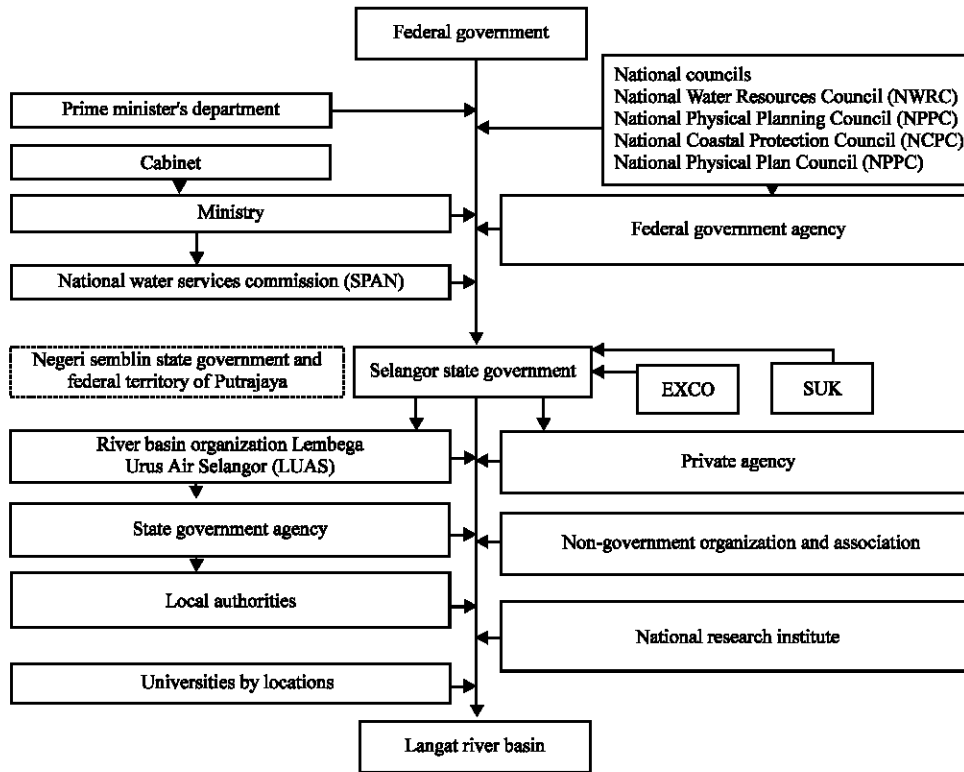 Federal government
Prime minister's department
National councils
National Water Resources Council (NWRC)
National Physical Planning Council (NPPC)
National Coastal Protection Council (NCPC)
National Physical Plan Council (NPPC)
Cabinet
Ministry
Federal government agency
National water services commission (SPAN)
Negeri semblin state government and
federal territory of Putrajaya
Selangor state government
EXCO
SUK
River basin organization Lembega
Urus Air Selangor (LUAS)
Private agency
State government agency
Non-government organization and association
Local authorities
National research institute
Universities by locations
Langat river basin